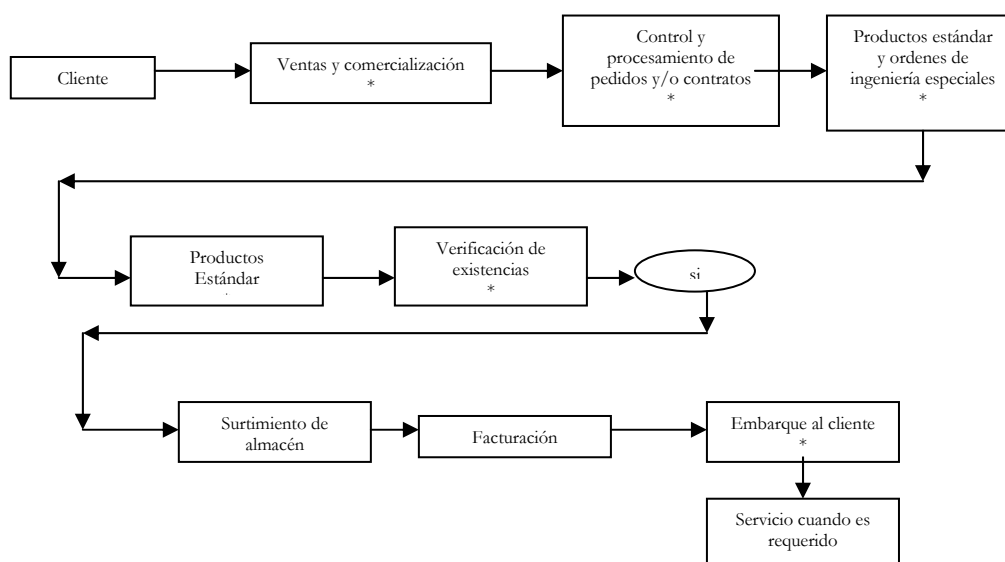 Cliente
Ventas y comercialización
*
Control y
procesamiento de
pedidos y/o contratos
*
Productos estándar
y ordenes de
ingeniería especiales
*
Productos
Estándar
Verificación de
existencias
*
si
Surtimiento de
almacén
Facturación
Embarque al cliente
*
Servicio cuando es
requerido